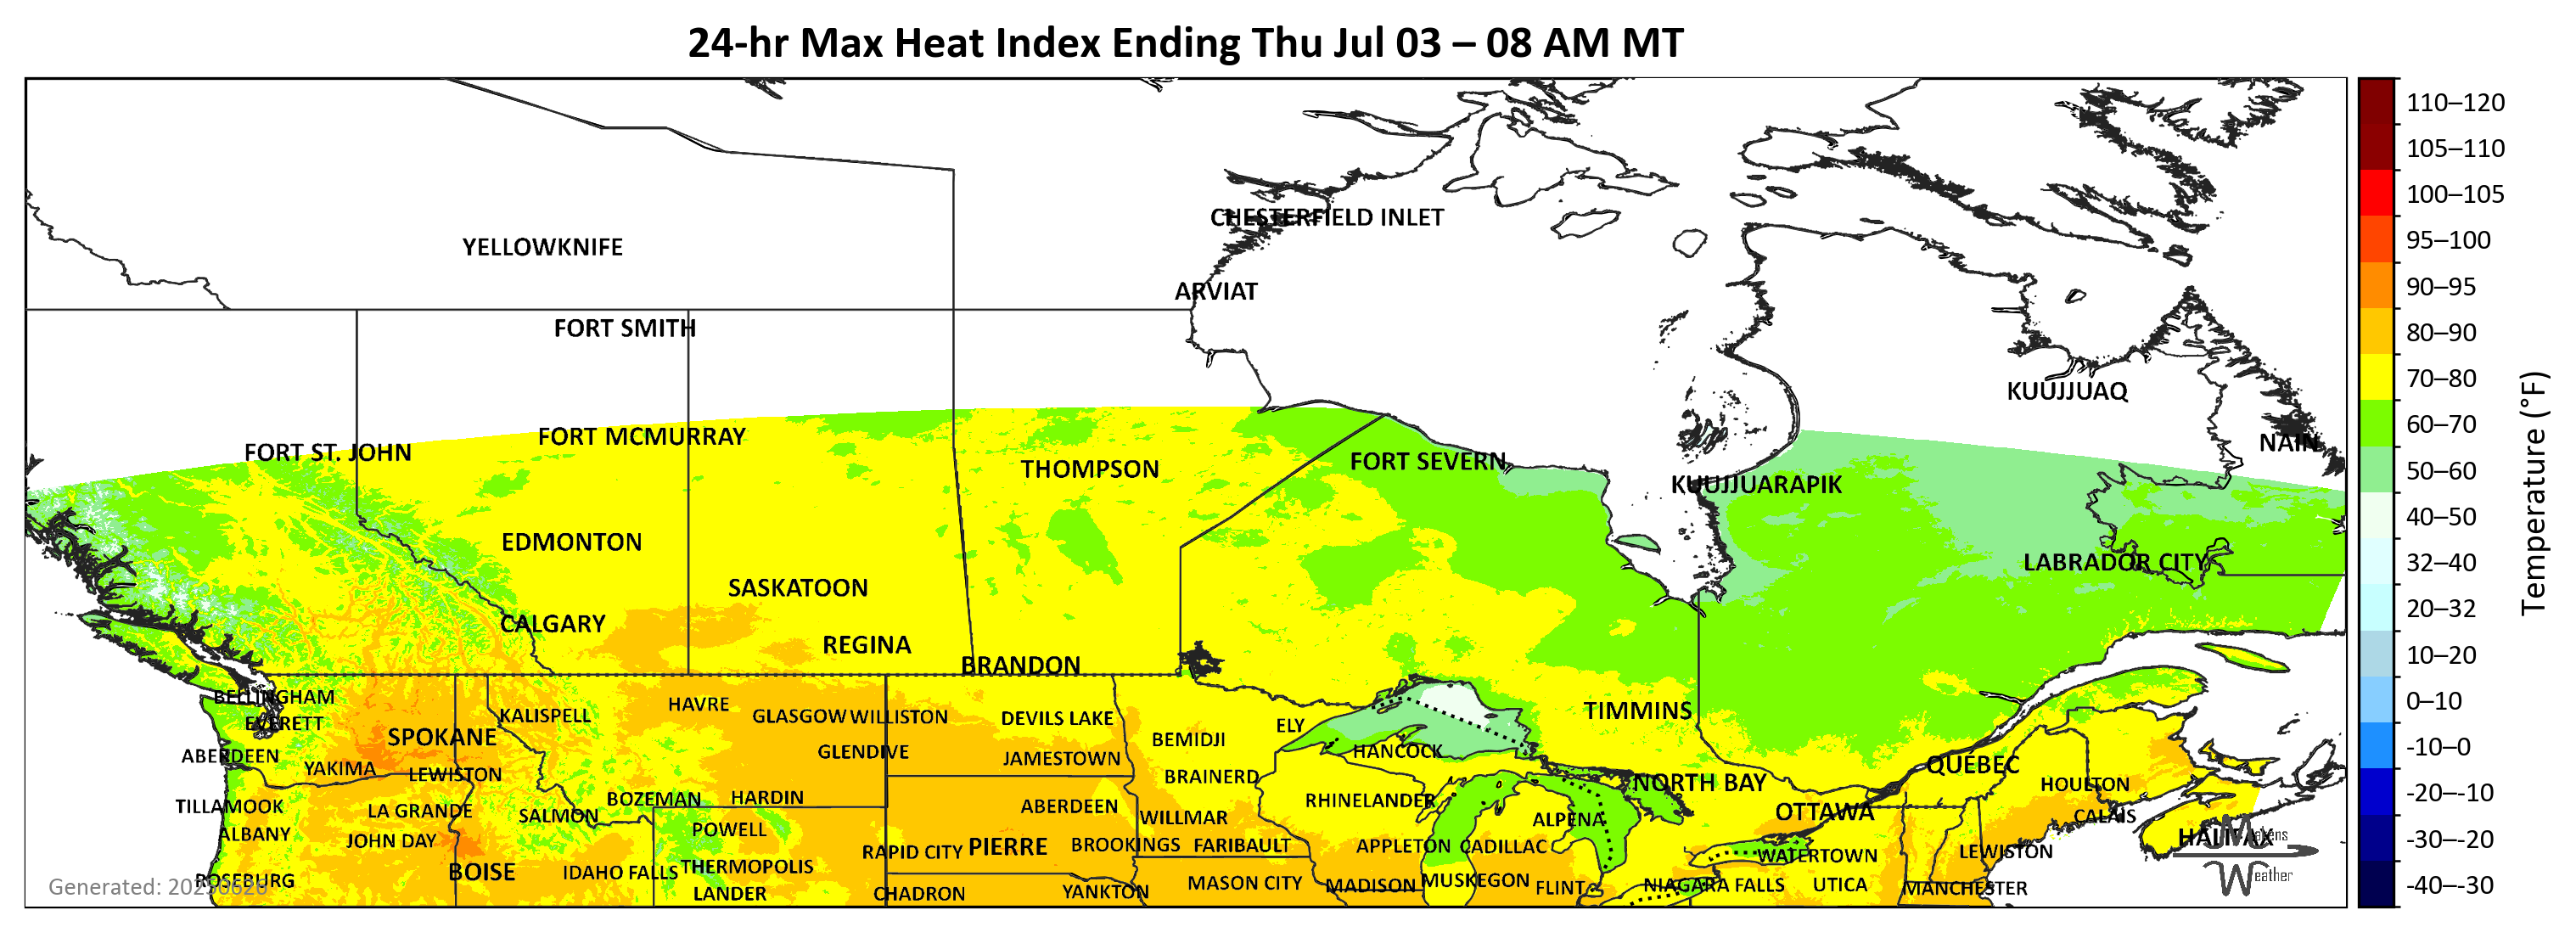 24-hr Max Heat Index Ending Thu Jul 03 – 08 AM MT
110–120
105–110
100–105
95–100
90–95
80–90
70–80
60–70
50–60
40–50
32–40
20–32
10–20
0–10
-10–0
-20–-10
-30–-20
-40–-30
Temperature (°F)
CHESTERFIELD INLET
YELLOWKNIFE
ARVIAT
FORT SMITH
KUUJJUAQ
FORT MCMURRAY
NAIN
FORT ST. JOHN
FORT SEVERN
THOMPSON
KUUJJUARAPIK
EDMONTON
LABRADOR CITY
SASKATOON
CALGARY
REGINA
BRANDON
BELLINGHAM
HAVRE
TIMMINS
KALISPELL
GLASGOW
WILLISTON
DEVILS LAKE
EVERETT
ELY
SPOKANE
BEMIDJI
HANCOCK
GLENDIVE
ABERDEEN
JAMESTOWN
QUÉBEC
YAKIMA
LEWISTON
BRAINERD
NORTH BAY
HOULTON
BOZEMAN
HARDIN
RHINELANDER
TILLAMOOK
LA GRANDE
ABERDEEN
OTTAWA
SALMON
WILLMAR
CALAIS
ALPENA
ALBANY
POWELL
HALIFAX
JOHN DAY
PIERRE
BROOKINGS
FARIBAULT
APPLETON
CADILLAC
RAPID CITY
LEWISTON
WATERTOWN
THERMOPOLIS
BOISE
IDAHO FALLS
ROSEBURG
MUSKEGON
MASON CITY
MADISON
FLINT
NIAGARA FALLS
UTICA
MANCHESTER
LANDER
CHADRON
YANKTON
Weather